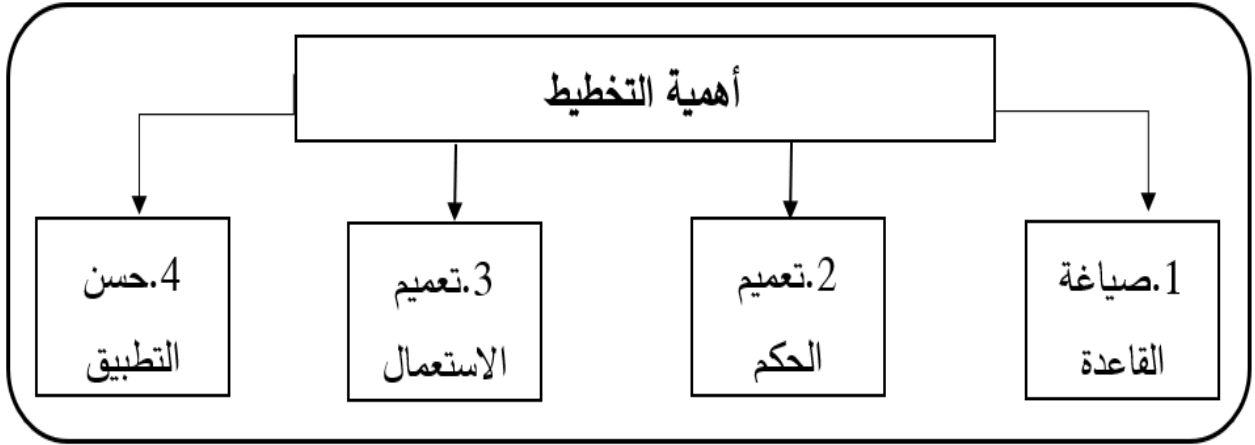 أهمية التخطيط
1.صياغة
القاعدة
2.تعميم
الحكم
3.تعميم
الاستعمال
4.حسن
التطبيق